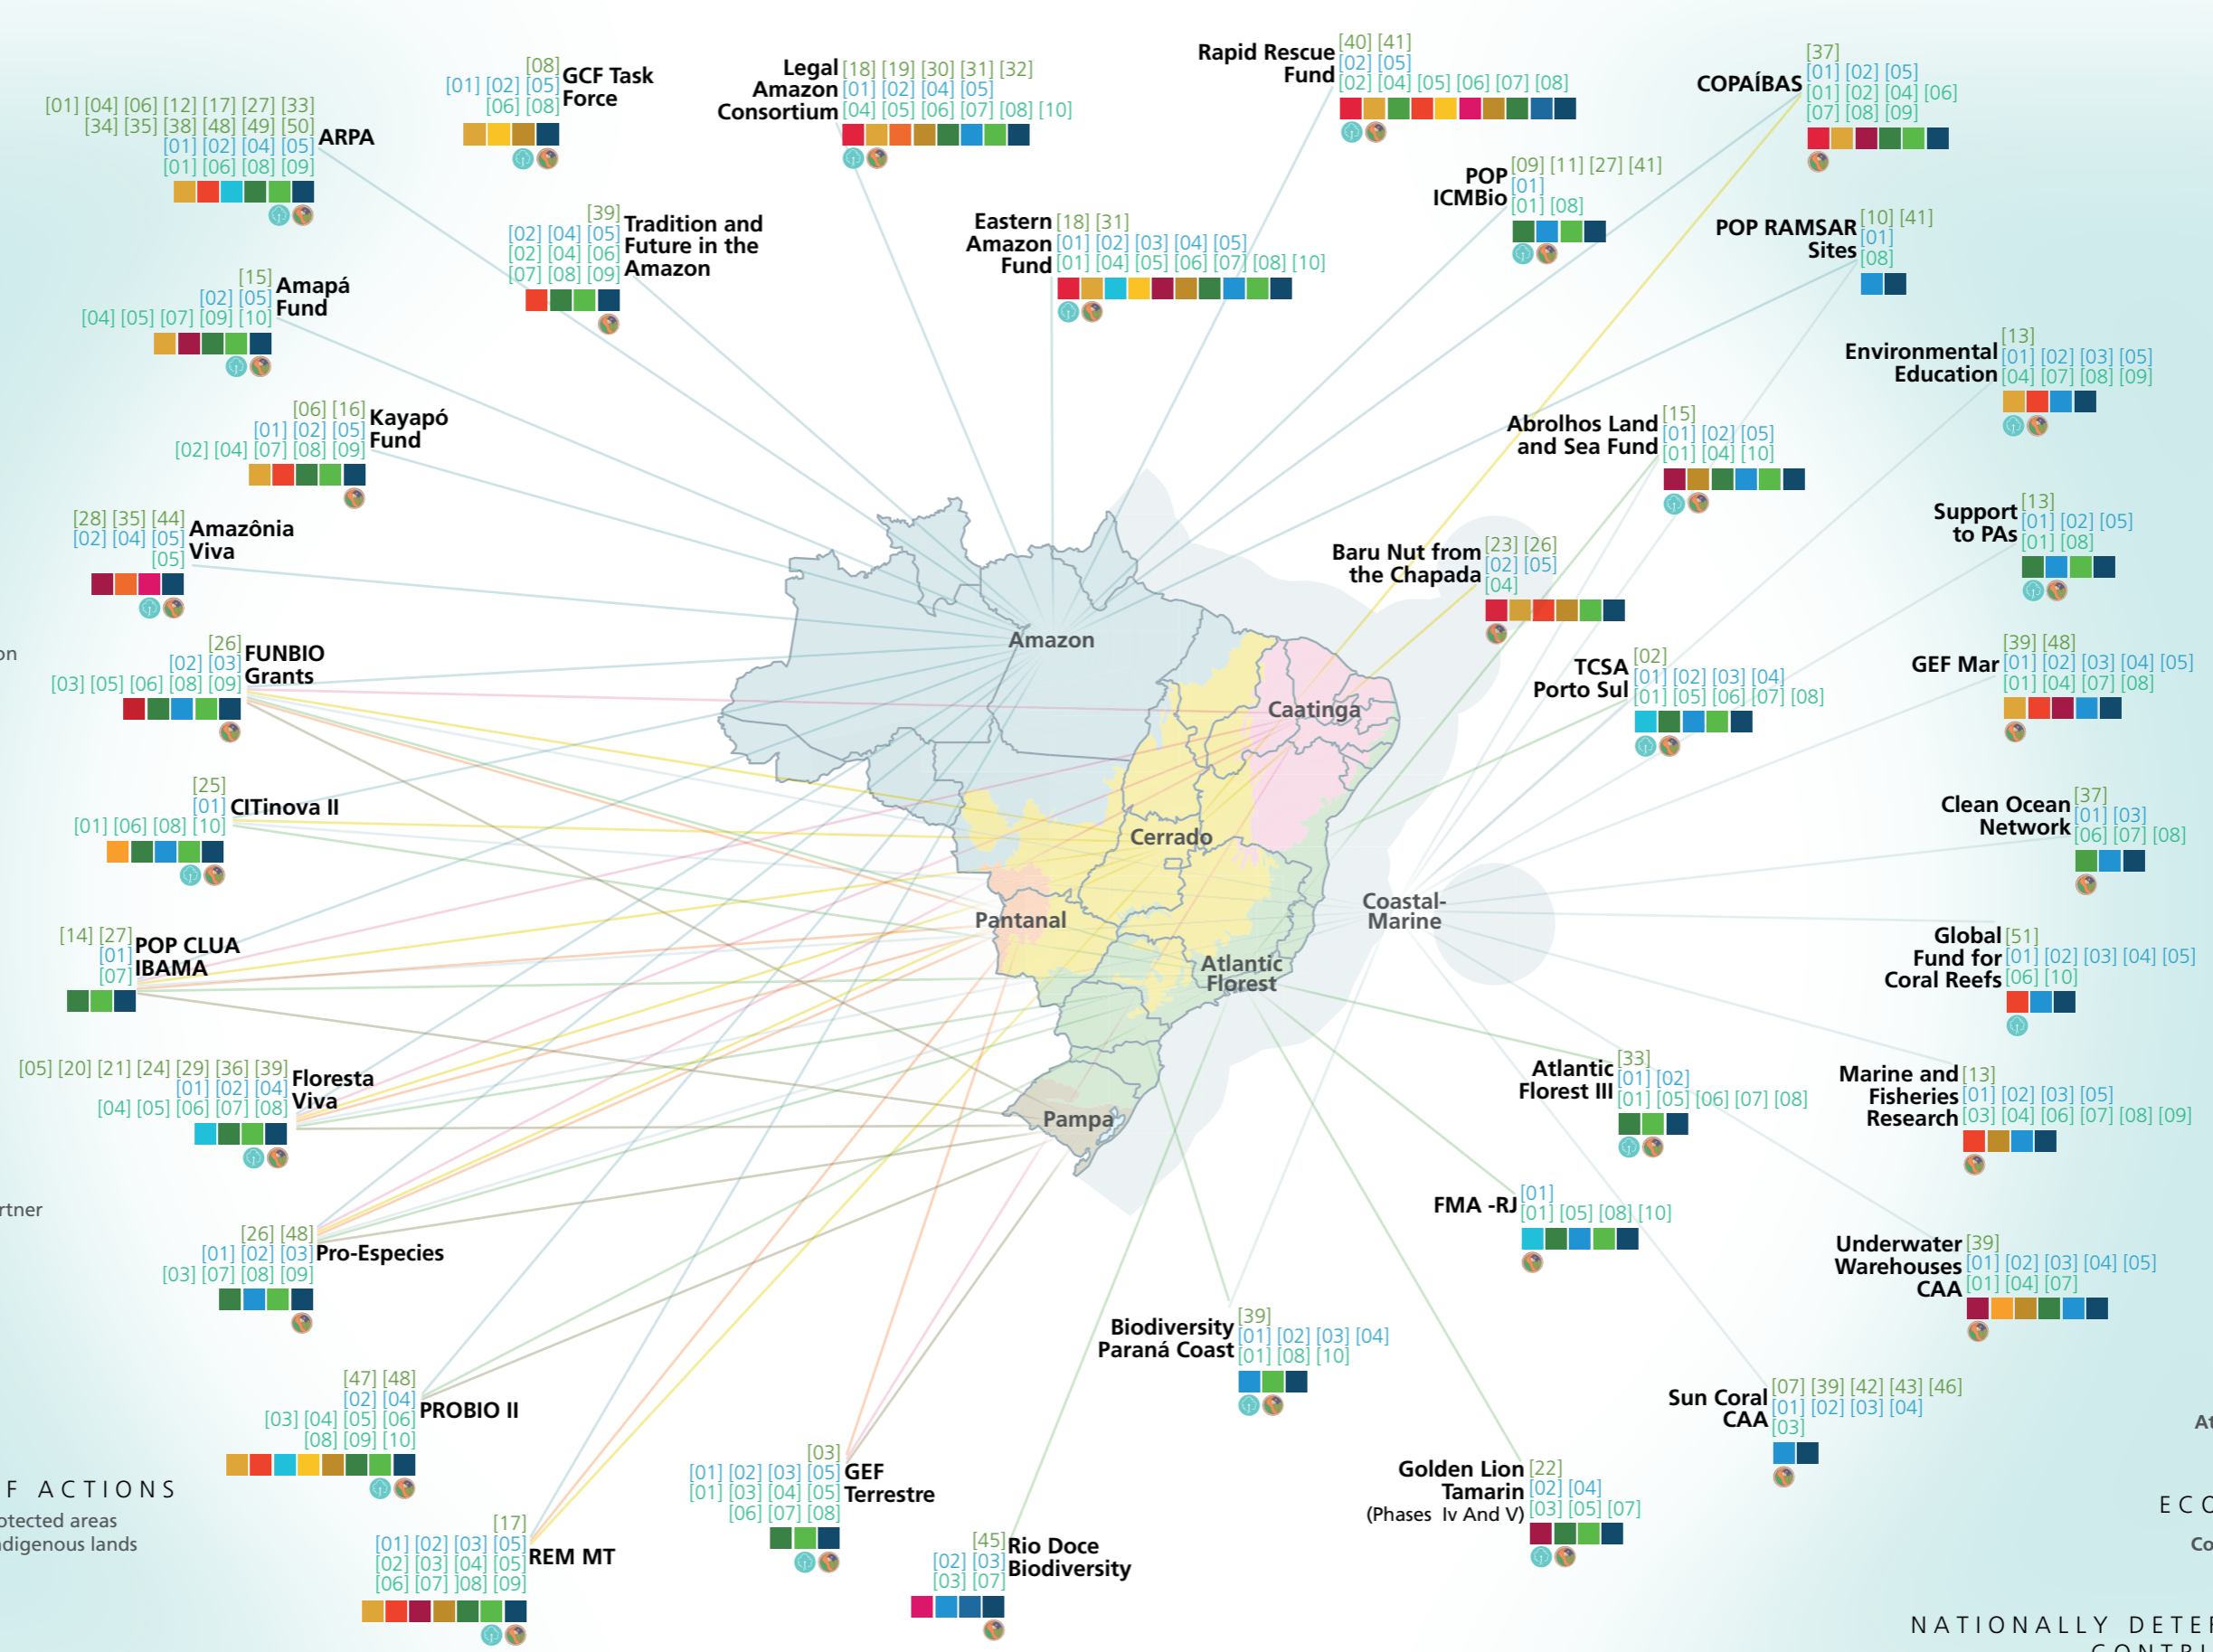 [01] [04] [06] [12] [17] [27] [33]
[34] [35] [38] [48] [49] [50]
[01] [02] [04] [05]
[01] [06] [08] [09]
ARPA
[08]
[01] [02] [05]
[06] [08]
GCF Task
Force
Legal
Amazon
Consortium
[18] [19] [30] [31] [32]
[01] [02] [04] [05]
[04] [05] [06] [07] [08] [10]
Rapid Rescue
Fund
[40] [41]
[02] [05]
[02] [04] [05] [06] [07] [08]
COPAÍBAS
[37]
[01] [02] [05]
[01] [02] [04] [06]
[07] [08] [09]
[39]
[02] [04] [05]
[02] [04] [06]
[07] [08] [09]
Tradition and
Future in the
Amazon
Eastern
Amazon
Fund
[18] [31]
[01] [02] [03] [04] [05]
[01] [04] [05] [06] [07] [08] [10]
POP
ICMBio
[09] [11] [27] [41]
[01]
[01] [08]
POP RAMSAR
Sites
[10] [41]
[01]
[08]
[15]
[02] [05]
[04] [05] [07] [09] [10]
Amapá
Fund
Environmental
Education
[13]
[01] [02] [03] [05]
[04] [07] [08] [09]
[06] [16]
[01] [02] [05]
[02] [04] [07] [08] [09]
Kayapó
Fund
Abrolhos Land
and Sea Fund
[15]
[01] [02] [05]
[01] [04] [10]
[28] [35] [44]
[02] [04] [05]
[05]
Amazônia
Viva
Baru Nut from
the Chapada
[23] [26]
[02] [05]
[04]
Support
to PAs
[13]
[01] [02] [05]
[01] [08]
on
[26]
[02] [03]
[03] [05] [06] [08] [09]
FUNBIO
Grants
Amazon
Caatinga
TCSA
Porto Sul
[02]
[01] [02] [03] [04]
[01] [05] [06] [07] [08]
GEF Mar
[39] [48]
[01] [02] [03] [04] [05]
[01] [04] [07] [08]
[25]
[01]
[01] [06] [08] [10]
CITinova II
Cerrado
Clean Ocean
Network
[37]
[01] [03]
[06] [07] [08]
[14] [27]
[01]
[07]
POP CLUA
IBAMA
Pantanal
Coastal-
Marine
Atlantic
Florest
Global
Fund for
Coral Reefs
[51]
[01] [02] [03] [04] [05]
[06] [10]
[05] [20] [21] [24] [29] [36] [39]
[01] [02] [04]
[04] [05] [06] [07] [08]
Floresta
Viva
Pampa
Atlantic
Florest III
[33]
[01] [02]
[01] [05] [06] [07] [08]
Marine and
Fisheries
Research
[13]
[01] [02] [03] [05]
[03] [04] [06] [07] [08] [09]
rtner
[26] [48]
[01] [02] [03]
[03] [07] [08] [09]
Pro-Especies
FMA -RJ
[01]
[01] [05] [08] [10]
Underwater
Warehouses
CAA
[39]
[01] [02] [03] [04] [05]
[01] [04] [07]
Biodiversity
Paraná Coast
[39]
[01] [02] [03] [04]
[01] [08] [10]
[47] [48]
[02] [04]
[03] [04] [05] [06]
[08] [09] [10]
PROBIO II
Sun Coral
CAA
[07] [39] [42] [43] [46]
[01] [02] [03] [04]
[03]
At
[03]
[01] [02] [03] [05]
[01] [03] [04] [05]
[06] [07] [08]
GEF
Terrestre
Golden Lion
Tamarin
(Phases Iv And V)
[22]
[02] [04]
[03] [05] [07]
F ACTIONS
otected areas
ndigenous lands
ECO
Co
[17]
[01] [02] [03] [05]
[02] [03] [04] [05]
[06] [07] ]08] [09]
REM MT
[45]
[02] [03]
[03] [07]
Rio Doce
Biodiversity
NATIONALLY DETER
CONTRI